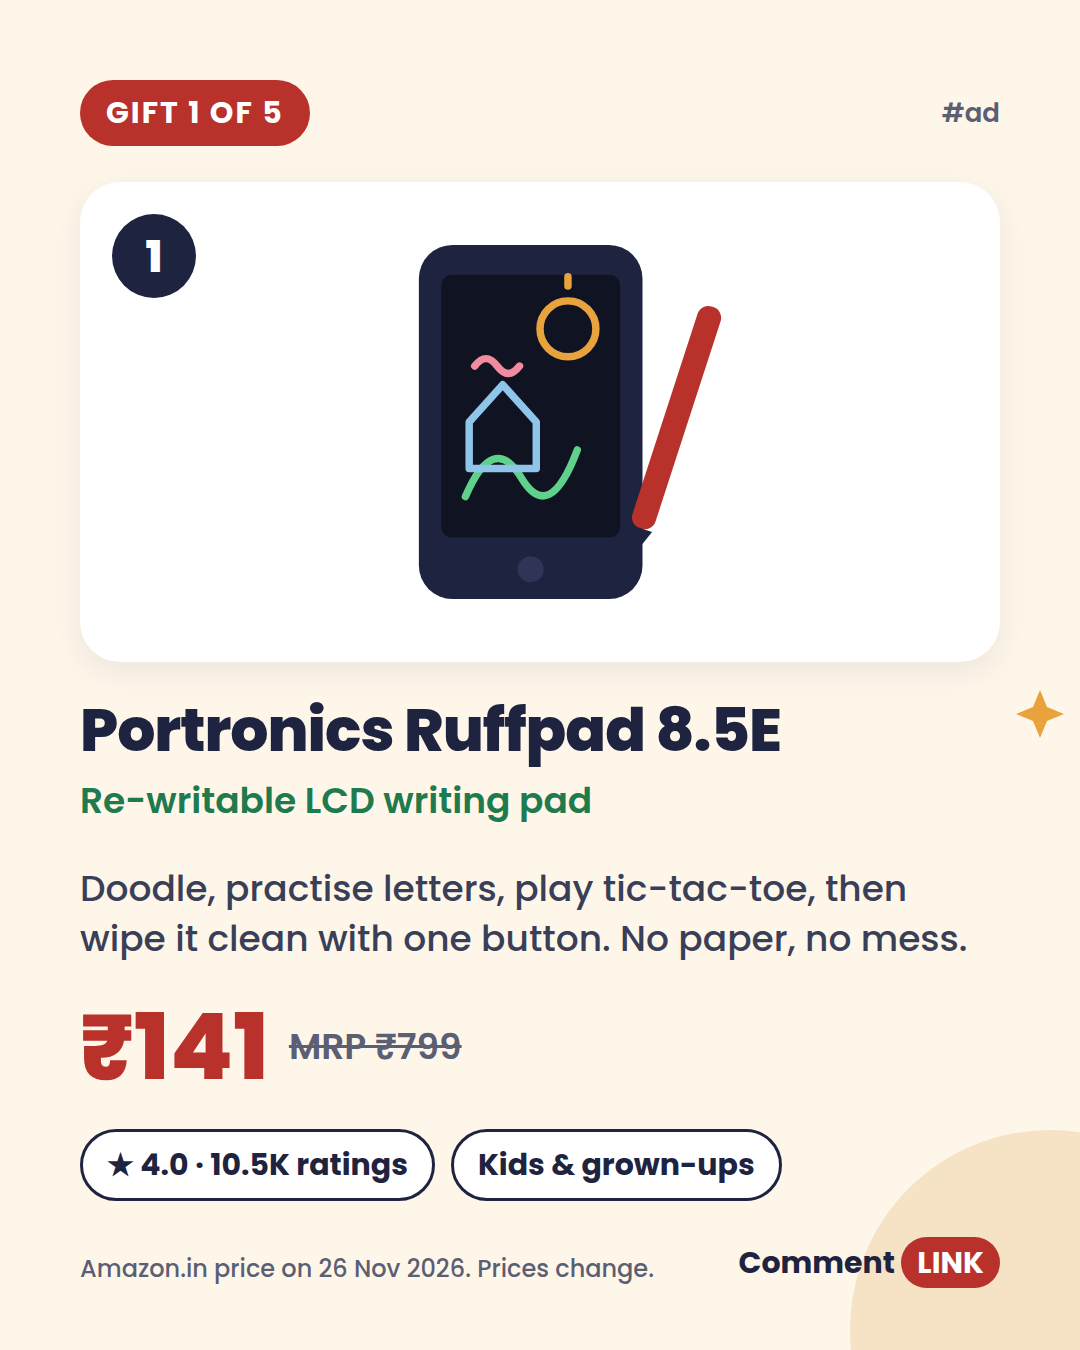 GIFT 1 OF 5
#ad
1
Portronics Ruffpad 8.5E
Re-writable LCD writing pad
Doodle, practise letters, play tic-tac-toe, then
wipe it clean with one button. No paper, no mess.
₹141 MRP ₹799
★ 4.0 · 10.5K ratings
Kids & grown-ups
Amazon.in price on 26 Nov 2026. Prices change.
Comment LINK